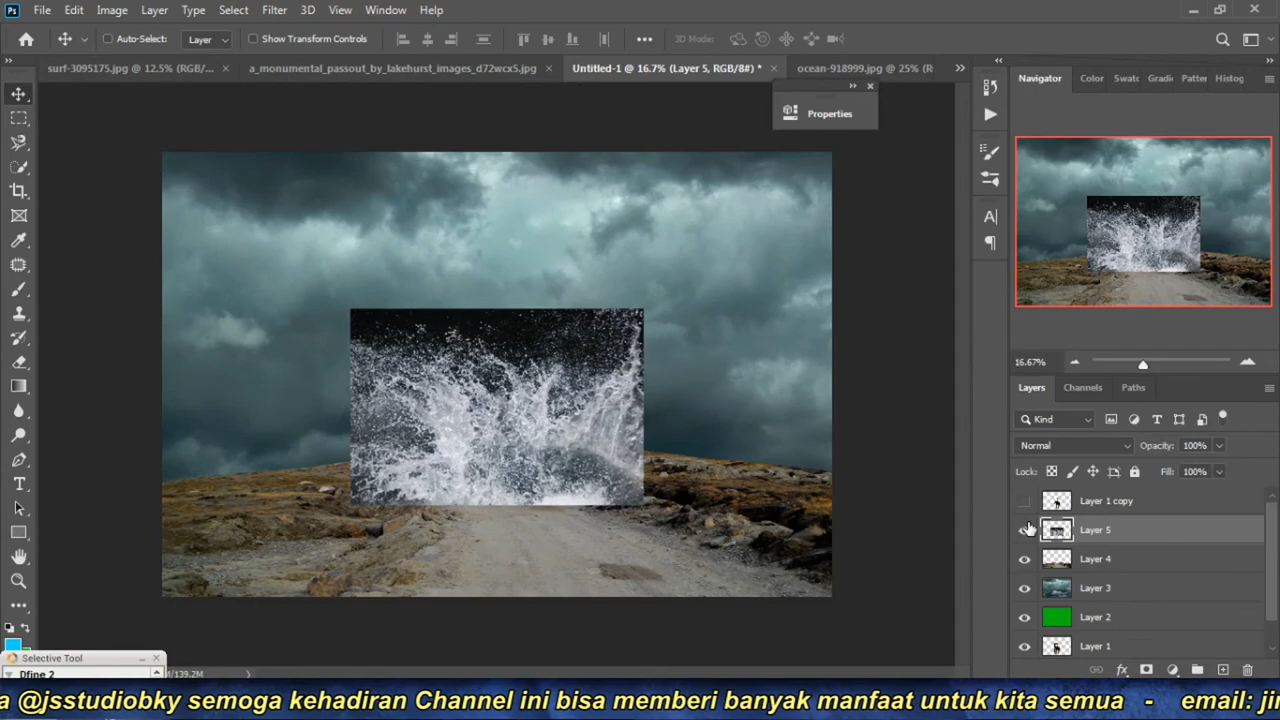 Ps File Edit Image Layer Type Select Filter 3D View Window Help
Auto-Select: Layer Show Transform Controls 3D Mode:
surf-3095175.jpg @ 12.5% (RGB/... × a_monumental_passout_by_lakehurst_images_d72wcx5.jpg × Untitled-1 @ 16.7% (Layer 5, RGB/8#) * × ocean-918999.jpg @ 25% (R
Properties
Navigator Color Swatc Gradi Patter Histog
16.67%
Layers Channels Paths
Kind
Normal Opacity: 100%
Lock: Fill: 100%
Layer 1 copy
Layer 5
Layer 4
Layer 3
Layer 2
Layer 1
Selective Tool
Dfine 2
M/139.2M
a @jsstudiobky semoga kehadiran Channel ini bisa memberi banyak manfaat untuk kita semua - email: ji